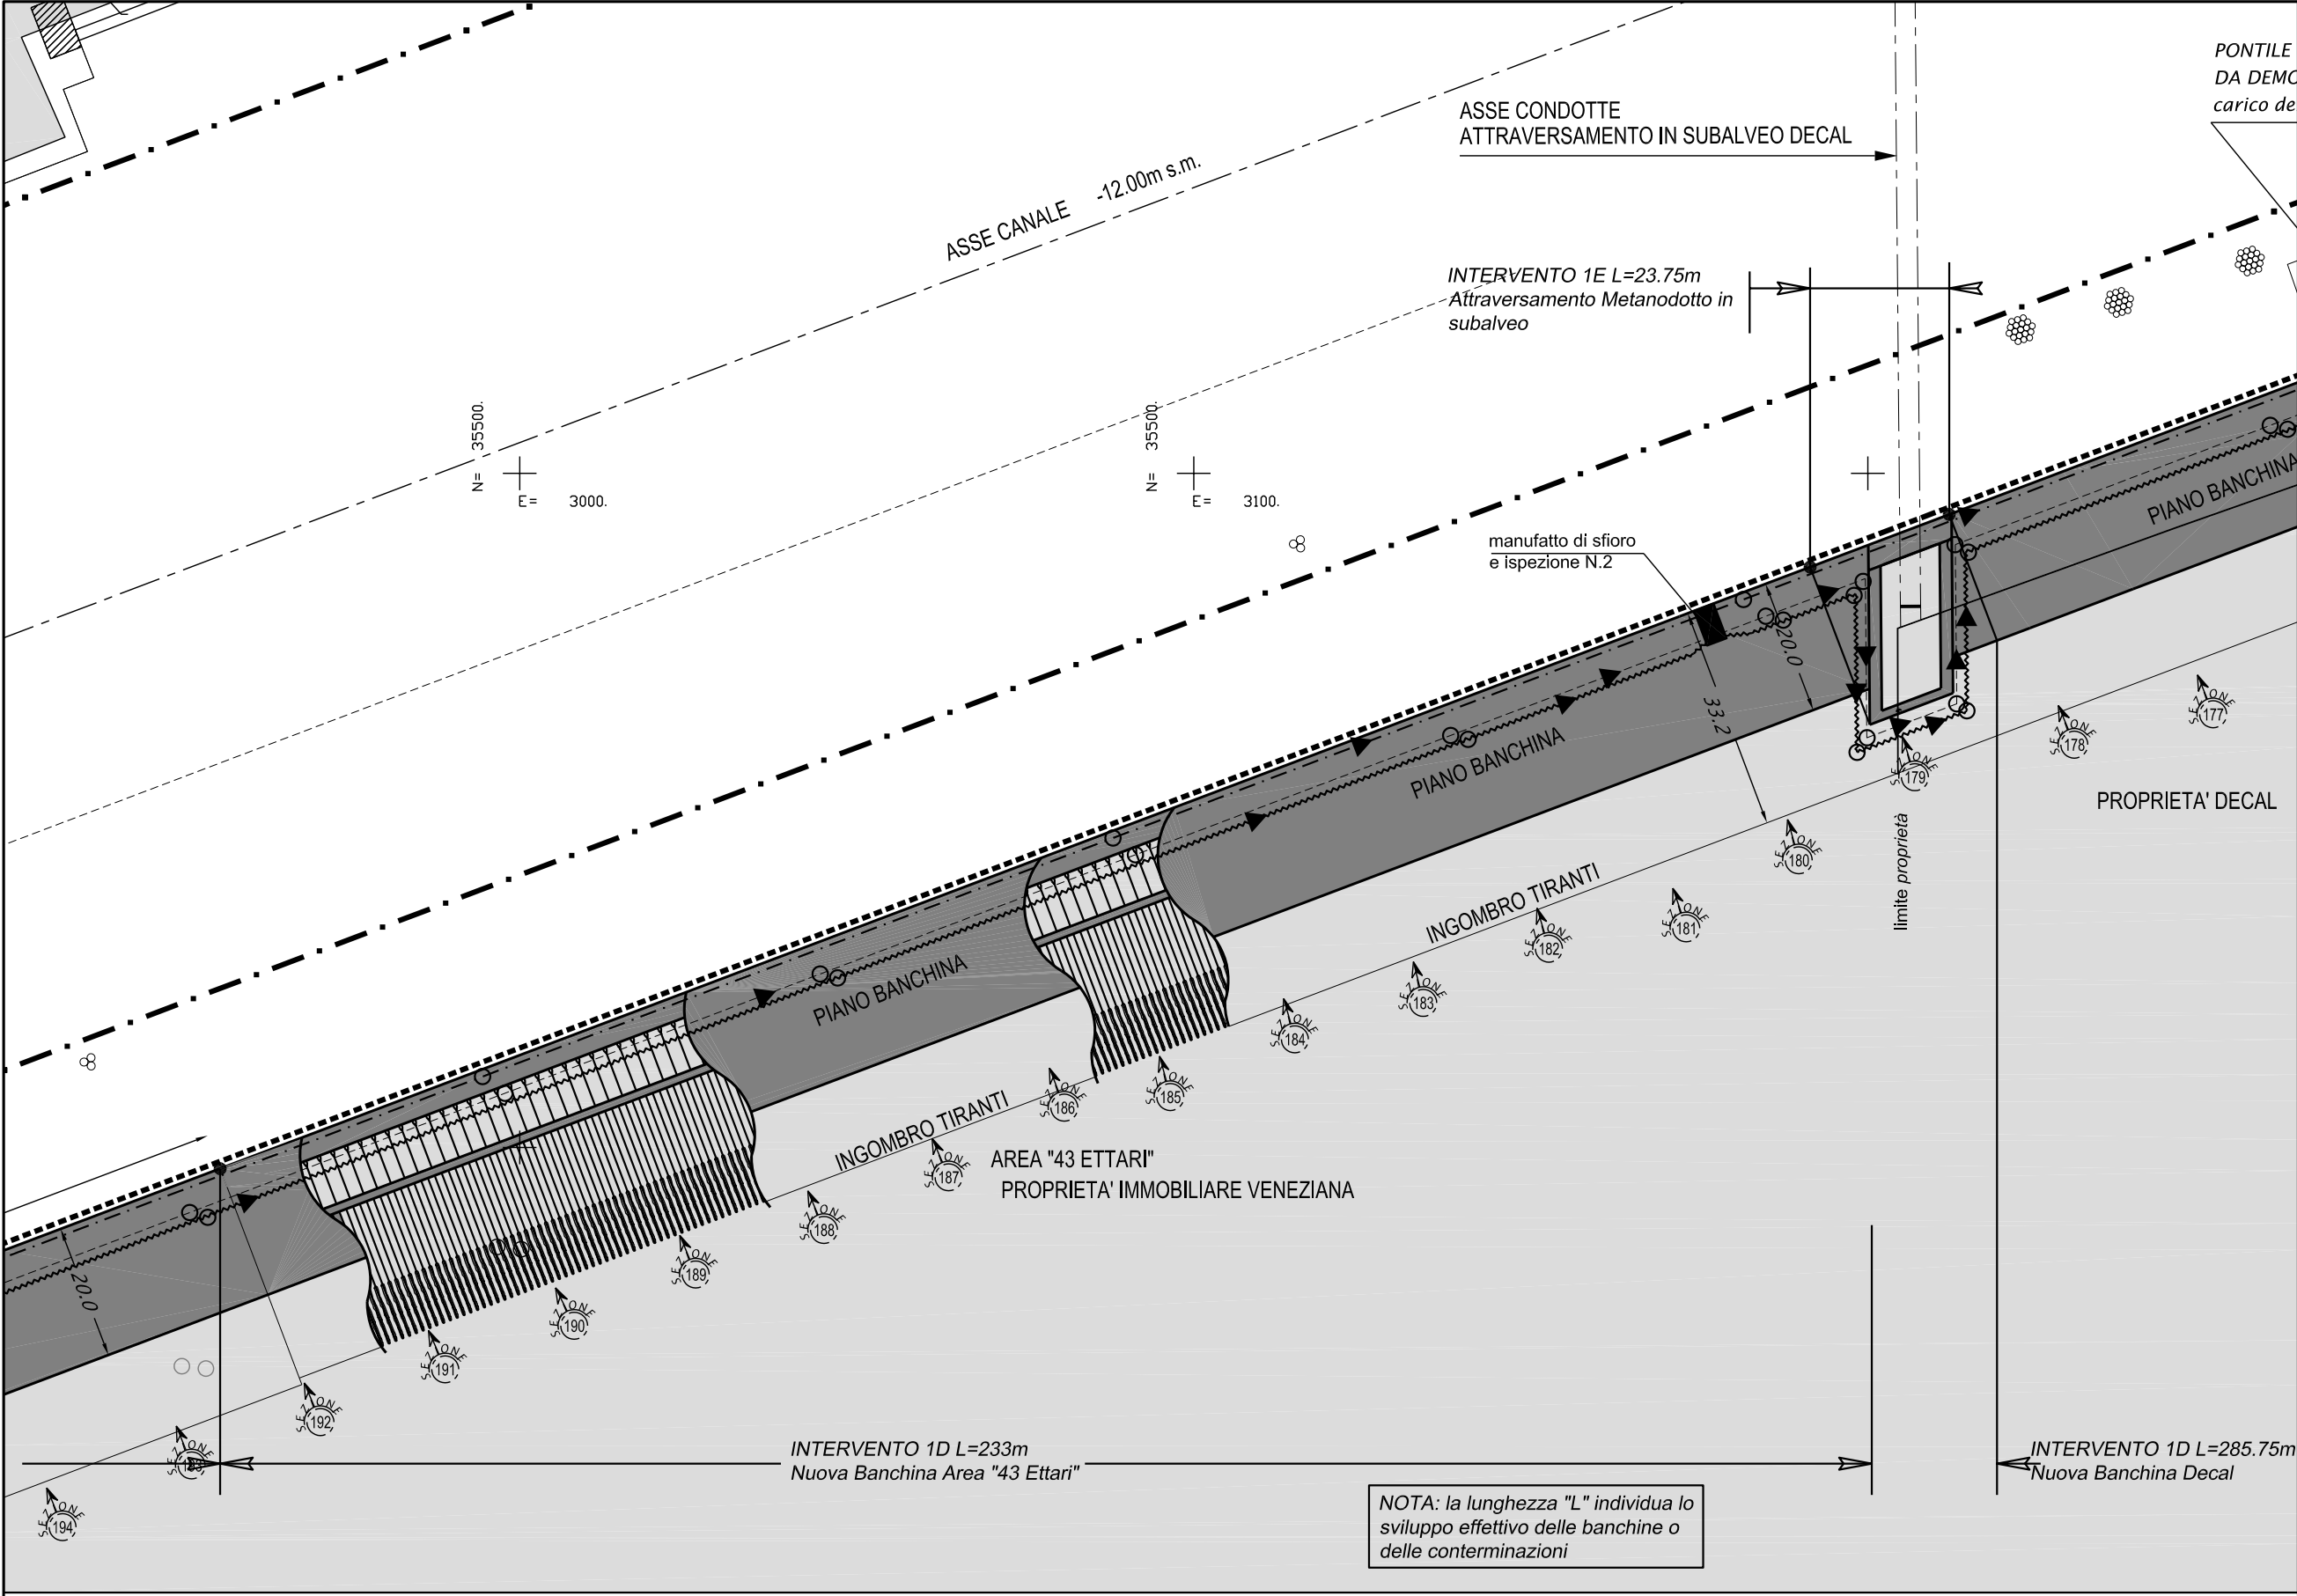 PONTILE
DA DEMO
carico de
ASSE CONDOTTE
ATTRAVERSAMENTO IN SUBALVEO DECAL
ASSE CANALE -12.00m s.m.
INTERVENTO 1E L=23.75m
Attraversamento Metanodotto in
subalveo
N= 35500.
E= 3000.
N= 35500.
E= 3100.
manufatto di sfioro
e ispezione N.2
PIANO BANCHINA
20.0
33.2
PIANO BANCHINA
SEZIONE 177
SEZIONE 178
SEZIONE 179
PROPRIETA' DECAL
limite proprietà
SEZIONE 180
INGOMBRO TIRANTI
SEZIONE 181
SEZIONE 182
SEZIONE 183
SEZIONE 184
PIANO BANCHINA
SEZIONE 185
SEZIONE 186
INGOMBRO TIRANTI
SEZIONE 187
AREA "43 ETTARI"
PROPRIETA' IMMOBILIARE VENEZIANA
SEZIONE 188
SEZIONE 189
20.0
SEZIONE 190
SEZIONE 191
SEZIONE 192
SEZIONE
SEZIONE 194
INTERVENTO 1D L=233m
Nuova Banchina Area "43 Ettari"
INTERVENTO 1D L=285.75m
Nuova Banchina Decal
NOTA: la lunghezza "L" individua lo
sviluppo effettivo delle banchine o
delle conterminazioni